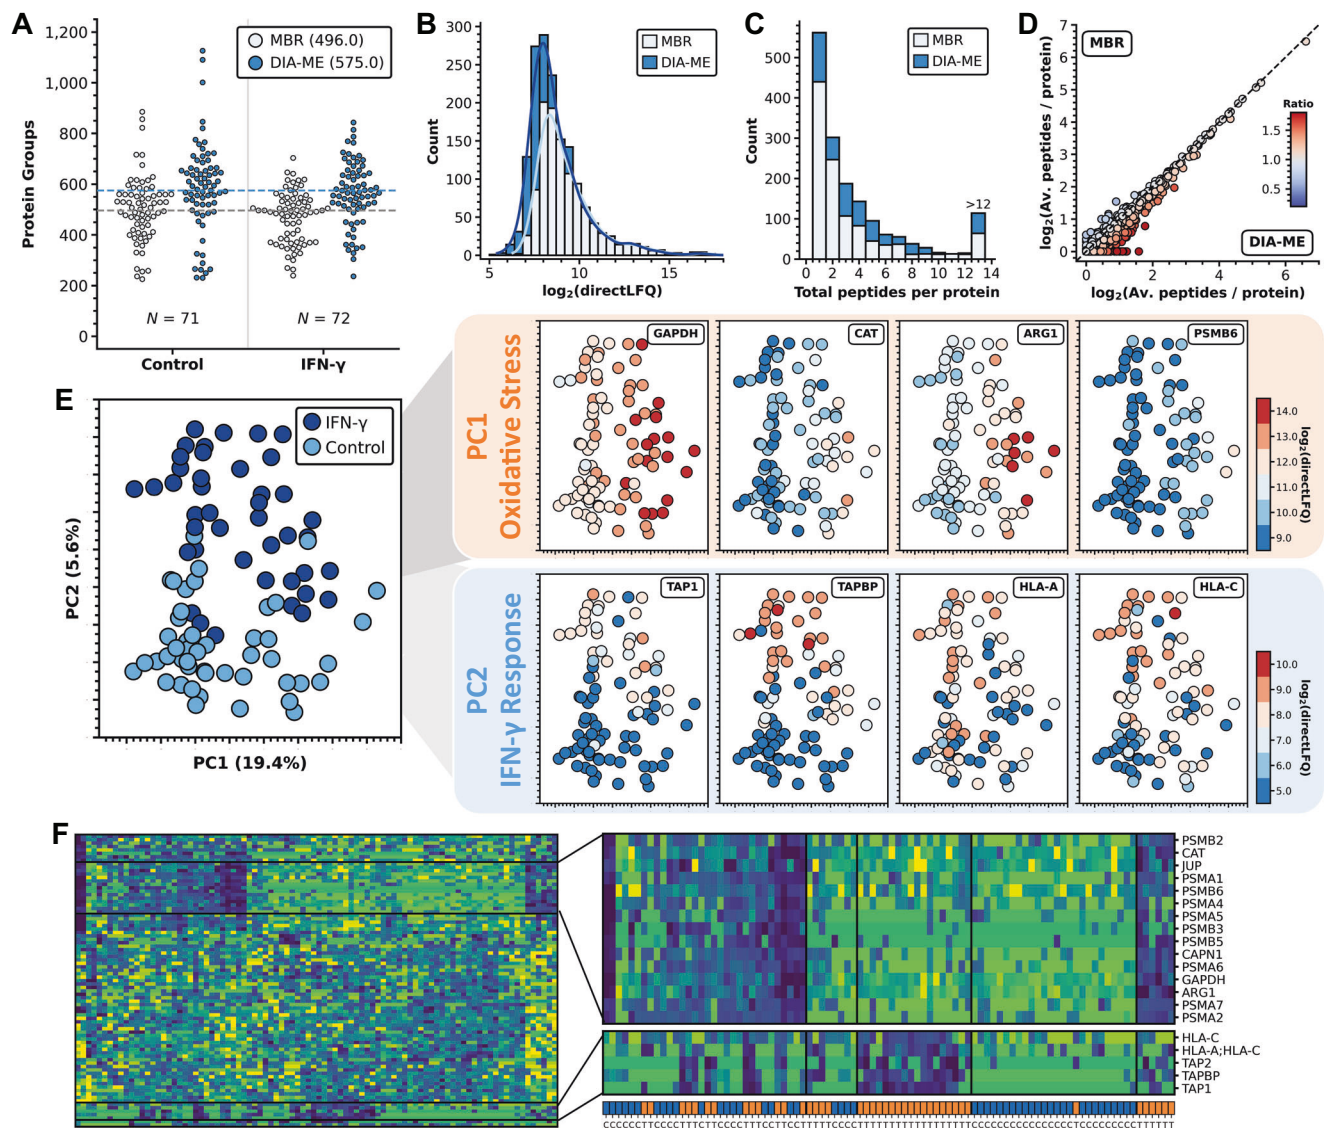 A
1,200
1,000
800
600
400
200
0
Protein Groups
MBR (496.0)
DIA-ME (575.0)
N = 71
N = 72
Control
IFN-γ
B
300
250
200
150
100
50
0
Count
MBR
DIA-ME
5
10
15
log2(directLFQ)
C
500
400
300
200
100
0
Count
MBR
DIA-ME
>12
0 2 4 6 8 10 12 14
Total peptides per protein
D
7
6
5
4
3
2
1
0
log2(Av. peptides / protein)
MBR
DIA-ME
Ratio
1.5
1.0
0.5
0
2
4
6
log2(Av. peptides / protein)
E
IFN-γ
Control
PC2 (5.6%)
PC1 (19.4%)
PC1
Oxidative Stress
GAPDH
CAT
ARG1
PSMB6
14.0
13.0
12.0
11.0
10.0
9.0
log2(directLFQ)
PC2
IFN-γ Response
TAP1
TAPBP
HLA-A
HLA-C
10.0
9.0
8.0
7.0
6.0
5.0
log2(directLFQ)
F
PSMB2
CAT
JUP
PSMA1
PSMB6
PSMA4
PSMA5
PSMB3
PSMB5
CAPN1
PSMA6
GAPDH
ARG1
PSMA7
PSMA2
HLA-C
HLA-A;HLA-C
TAP2
TAPBP
TAP1